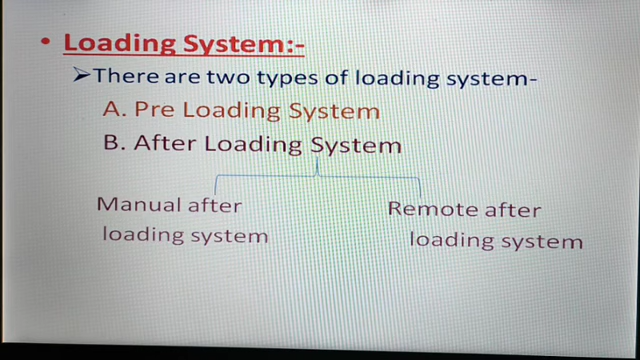 • Loading System:-
➢There are two types of loading system-
A. Pre Loading System
B. After Loading System
Manual after
loading system
Remote after
loading system